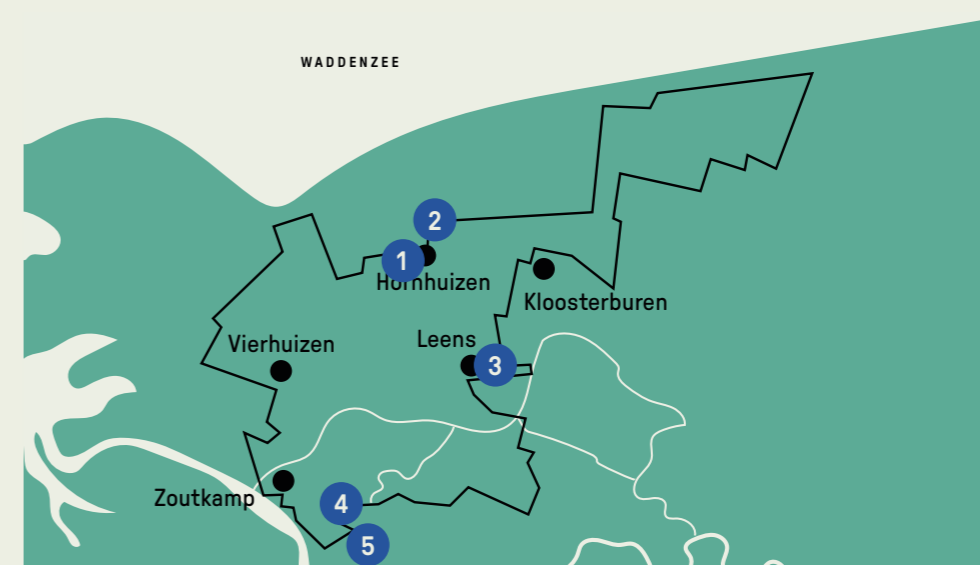 WADDENZEE
2
1
Hornhuizen
Kloosterburen
Leens
Vierhuizen
3
Zoutkamp
4
5